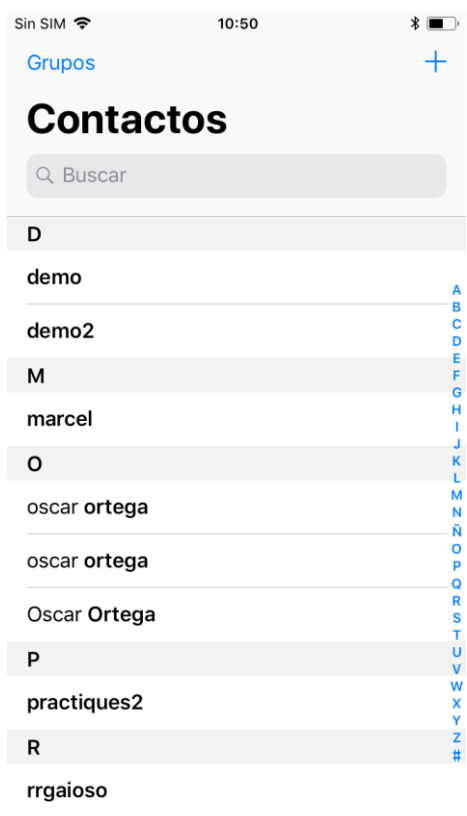 Sin SIM 10:50
Grupos +
Contactos
Buscar
D
demo
demo2
M
marcel
O
oscar ortega
oscar ortega
Oscar Ortega
P
practiques2
R
rrgaioso
A
B
C
D
E
F
G
H
I
J
K
L
M
N
Ñ
O
P
Q
R
S
T
U
V
W
X
Y
Z
#